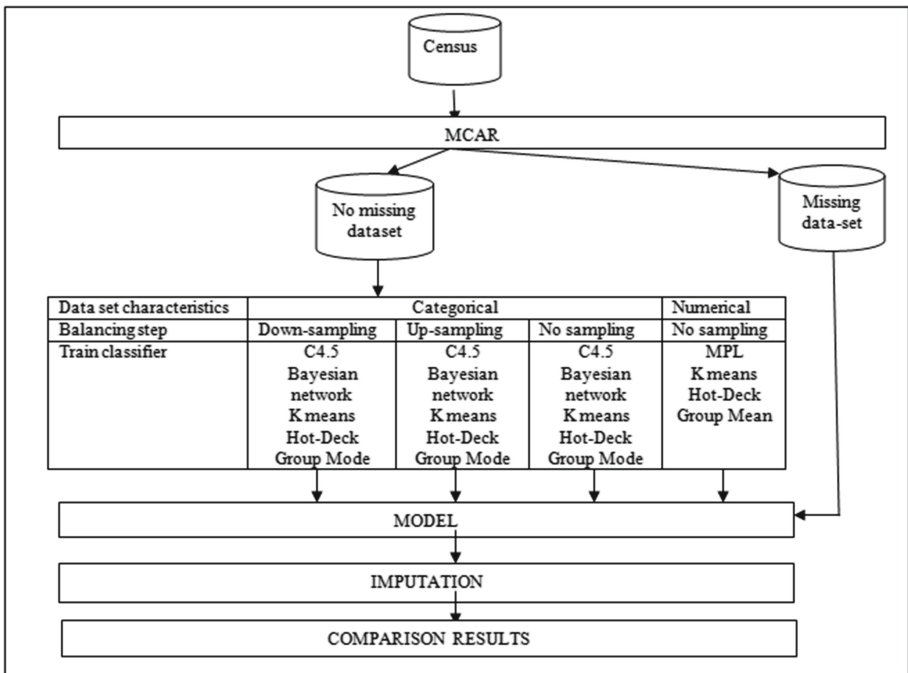 Census
MCAR
No missing
dataset
Missing
data-set
Data set characteristics Categorical Numerical
Balancing step Down-sampling Up-sampling No sampling No sampling
Train classifier C4.5 C4.5 C4.5 MPL
Bayesian Bayesian Bayesian K means
network network network Hot-Deck
K means K means K means Group Mean
Hot-Deck Hot-Deck Hot-Deck
Group Mode Group Mode Group Mode
MODEL
IMPUTATION
COMPARISON RESULTS